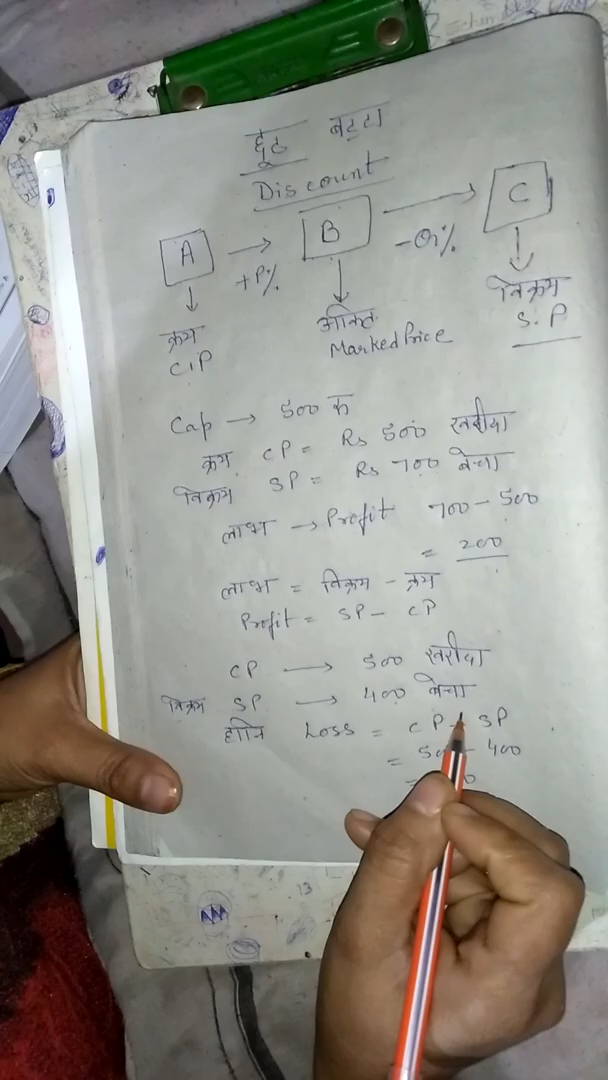 छूट बट्टा
Discount
A → B → C
+P% -D%
क्रय अंकित विक्रय
C.P Marked Price S.P
Cap → 500 रु
क्रय CP = Rs 500 खरीदा
विक्रय SP = Rs 700 बेचा
लाभ → Profit 700 - 500
= 200
लाभ = विक्रय - क्रय
Profit = SP - CP
CP → 500 खरीदा
विक्रय SP → 400 बेचा
हानि Loss = CP - SP
= 500 - 400